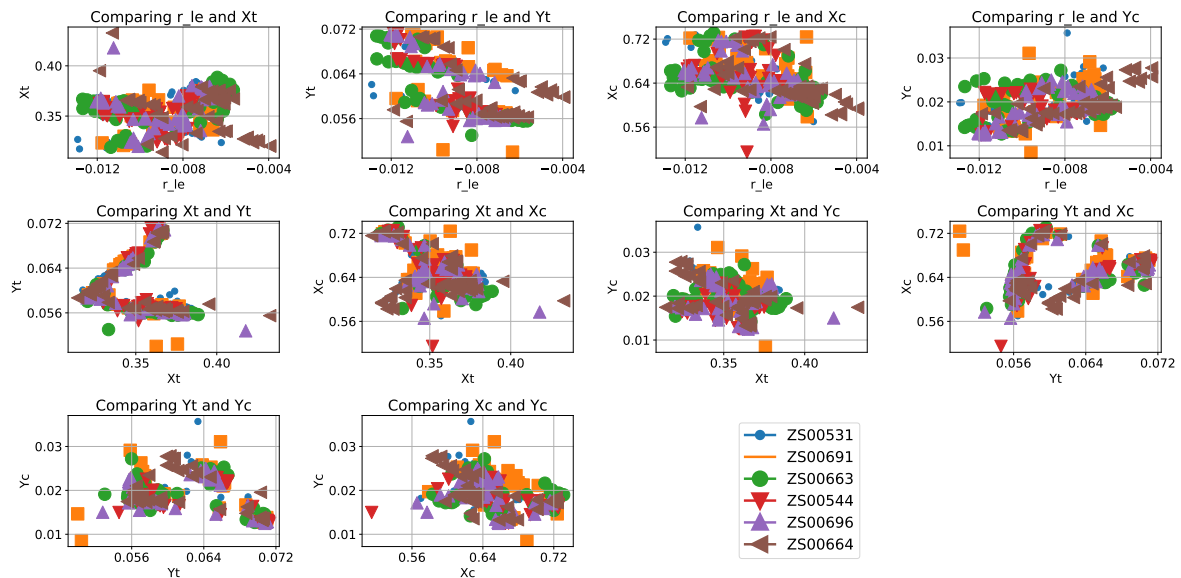 Comparing r_le and Xt
Xt
0.40
0.35
−0.012
−0.008
−0.004
r_le
Comparing r_le and Yt
Yt
0.072
0.064
0.056
−0.012
−0.008
−0.004
r_le
Comparing r_le and Xc
Xc
0.72
0.64
0.56
−0.012
−0.008
−0.004
r_le
Comparing r_le and Yc
Yc
0.03
0.02
0.01
−0.012
−0.008
−0.004
r_le
Comparing Xt and Yt
Yt
0.072
0.064
0.056
0.35
0.40
Xt
Comparing Xt and Xc
Xc
0.72
0.64
0.56
0.35
0.40
Xt
Comparing Xt and Yc
Yc
0.03
0.02
0.01
0.35
0.40
Xt
Comparing Yt and Xc
Xc
0.72
0.64
0.56
0.056
0.064
0.072
Yt
Comparing Yt and Yc
Yc
0.03
0.02
0.01
0.056
0.064
0.072
Yt
Comparing Xc and Yc
Yc
0.03
0.02
0.01
0.56
0.64
0.72
Xc
ZS00531
ZS00691
ZS00663
ZS00544
ZS00696
ZS00664